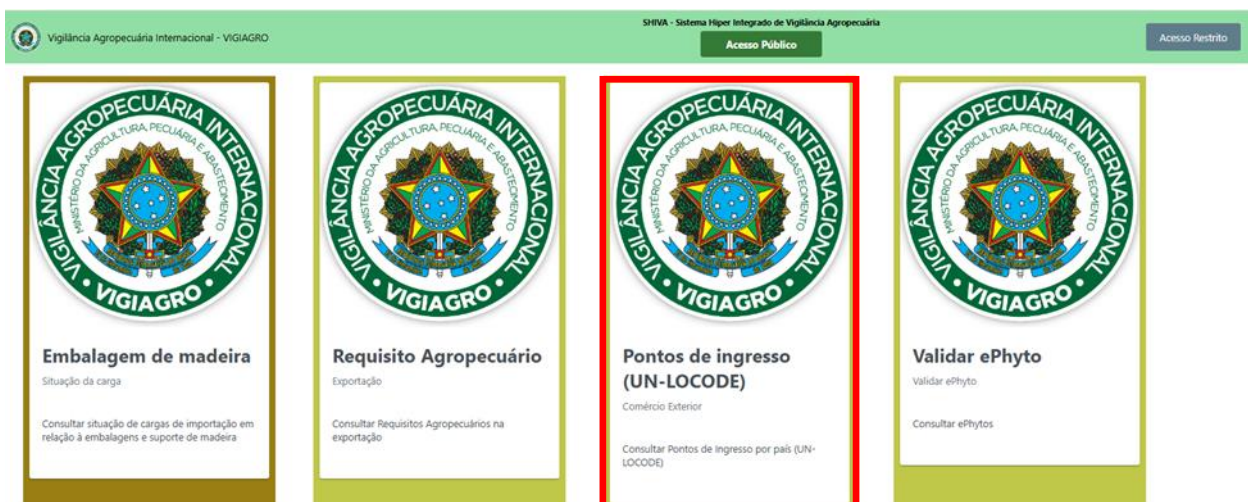 Vigilância Agropecuária Internacional - VIGIAGRO
SHIVA - Sistema Hiper Integrado de Vigilância Agropecuária
Acesso Público
Acesso Restrito
VIGILÂNCIA AGROPECUÁRIA INTERNACIONAL
MINISTÉRIO DA AGRICULTURA, PECUÁRIA E ABASTECIMENTO
• VIGIAGRO •
Embalagem de madeira
Situação da carga
Consultar situação de cargas de importação em
relação à embalagens e suporte de madeira
VIGILÂNCIA AGROPECUÁRIA INTERNACIONAL
MINISTÉRIO DA AGRICULTURA, PECUÁRIA E ABASTECIMENTO
• VIGIAGRO •
Requisito Agropecuário
Exportação
Consultar Requisitos Agropecuários na
exportação
VIGILÂNCIA AGROPECUÁRIA INTERNACIONAL
MINISTÉRIO DA AGRICULTURA, PECUÁRIA E ABASTECIMENTO
• VIGIAGRO •
Pontos de ingresso
(UN-LOCODE)
Comércio Exterior
Consultar Pontos de Ingresso por país (UN-
LOCODE)
VIGILÂNCIA AGROPECUÁRIA INTERNACIONAL
MINISTÉRIO DA AGRICULTURA, PECUÁRIA E ABASTECIMENTO
• VIGIAGRO •
Validar ePhyto
Validar ePhyto
Consultar ePhytos